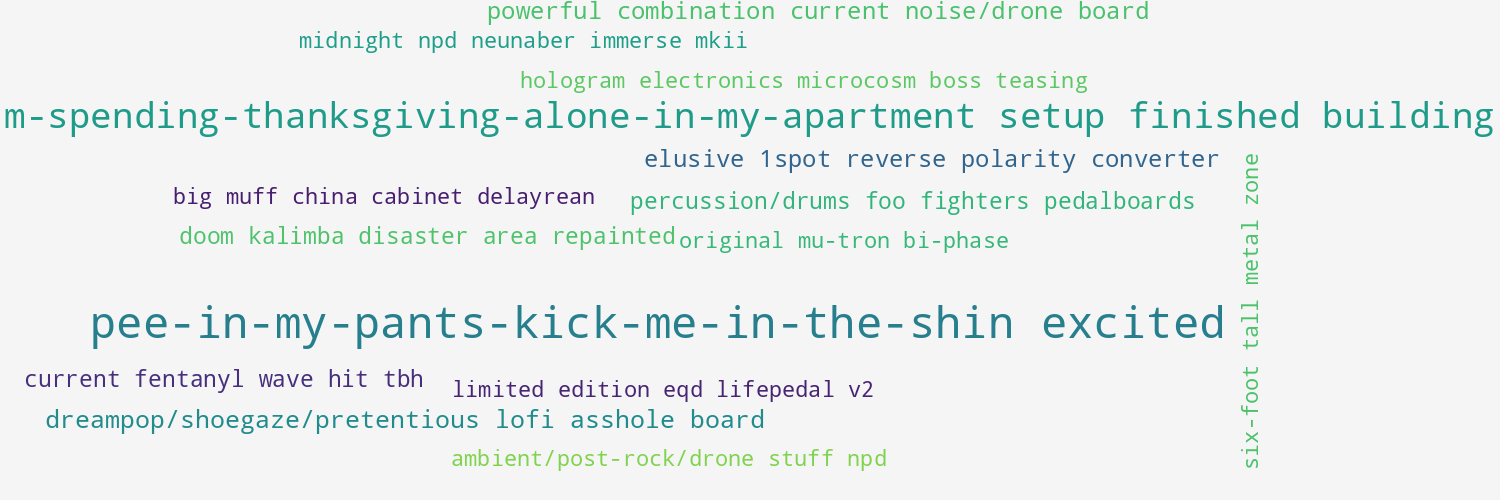 powerful combination current noise/drone board
midnight npd neunaber immerse mkii
hologram electronics microcosm boss teasing
m-spending-thanksgiving-alone-in-my-apartment setup finished building
elusive 1spot reverse polarity converter
big muff china cabinet delayrean
percussion/drums foo fighters pedalboards
doom kalimba disaster area repainted
original mu-tron bi-phase
six-foot tall metal zone
pee-in-my-pants-kick-me-in-the-shin excited
current fentanyl wave hit tbh
limited edition eqd lifepedal v2
dreampop/shoegaze/pretentious lofi asshole board
ambient/post-rock/drone stuff npd